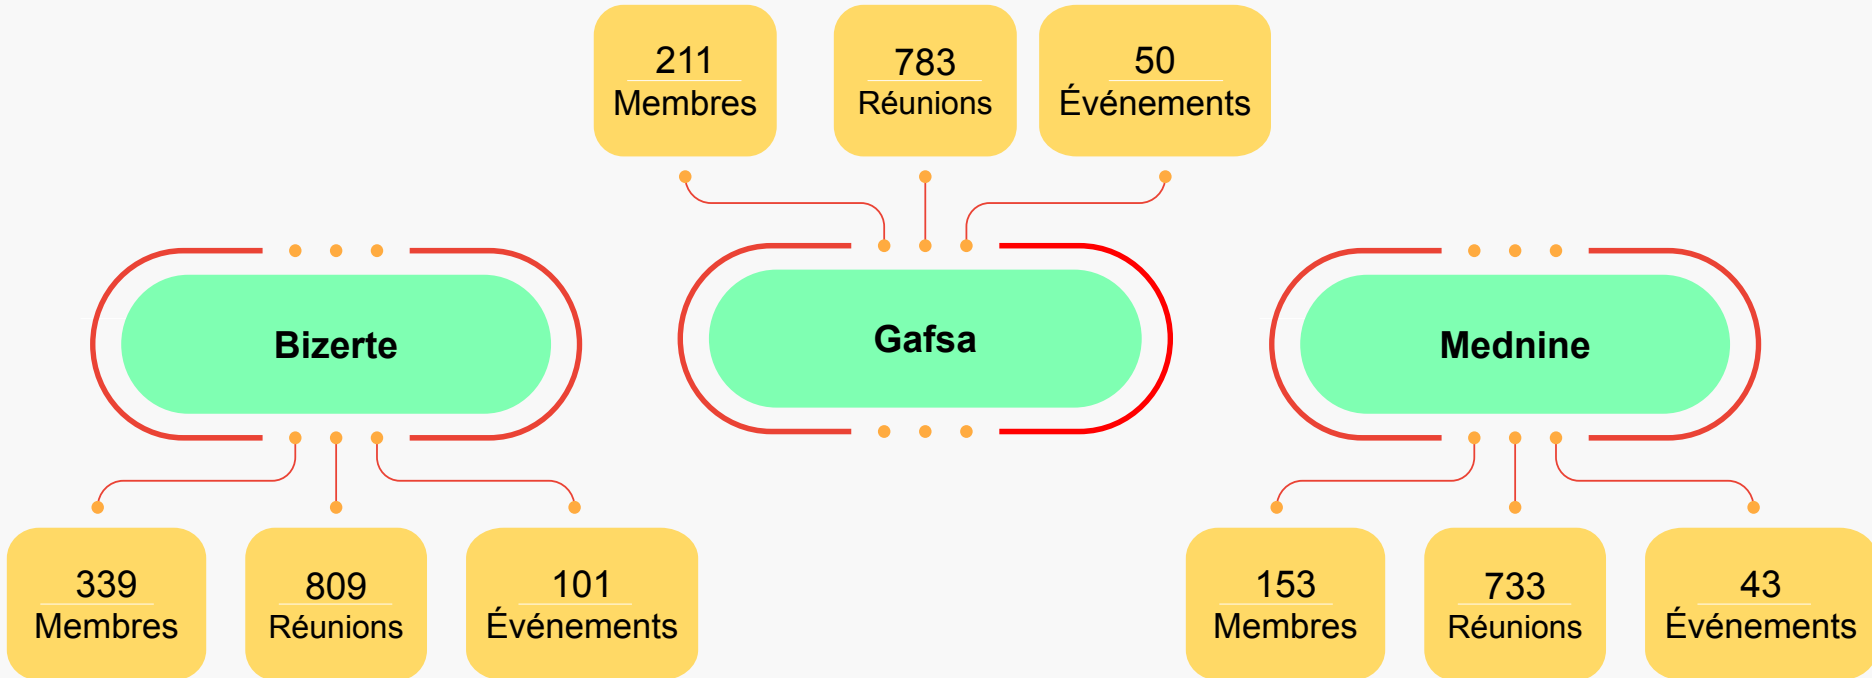 211
Membres
783
Réunions
50
Événements
Bizerte
Gafsa
Mednine
339
Membres
809
Réunions
101
Événements
153
Membres
733
Réunions
43
Événements